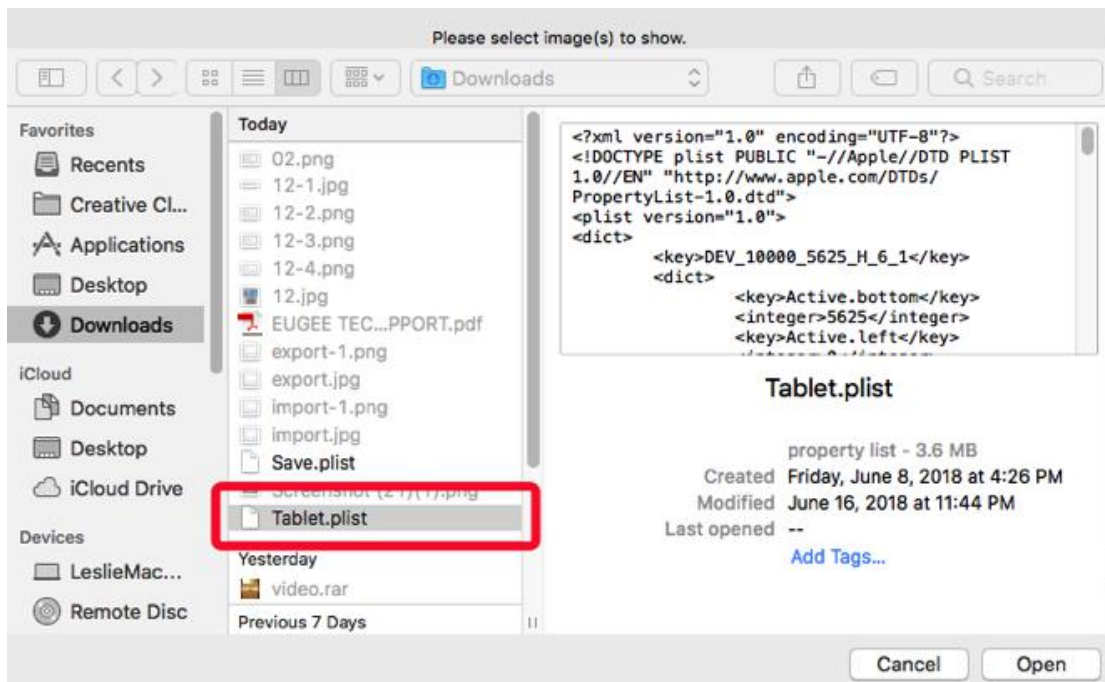 Please select image(s) to show.
Downloads
Search
Favorites
Recents
Creative Cl...
Applications
Desktop
Downloads
iCloud
Documents
Desktop
iCloud Drive
Devices
LeslieMac...
Remote Disc
Today
02.png
12-1.jpg
12-2.png
12-3.png
12-4.png
12.jpg
EUGEE TEC...PPORT.pdf
export-1.png
export.jpg
import-1.png
import.jpg
Save.plist
Screenshot (21)(1).png
Tablet.plist
Yesterday
video.rar
Previous 7 Days
<?xml version="1.0" encoding="UTF-8"?>
<!DOCTYPE plist PUBLIC "-//Apple//DTD PLIST
1.0//EN" "http://www.apple.com/DTDs/
PropertyList-1.0.dtd">
<plist version="1.0">
<dict>
<key>DEV_10000_5625_H_6_1</key>
<dict>
<key>Active.bottom</key>
<integer>5625</integer>
<key>Active.left</key>
Tablet.plist
property list - 3.6 MB
Created Friday, June 8, 2018 at 4:26 PM
Modified June 16, 2018 at 11:44 PM
Last opened --
Add Tags...
Cancel
Open